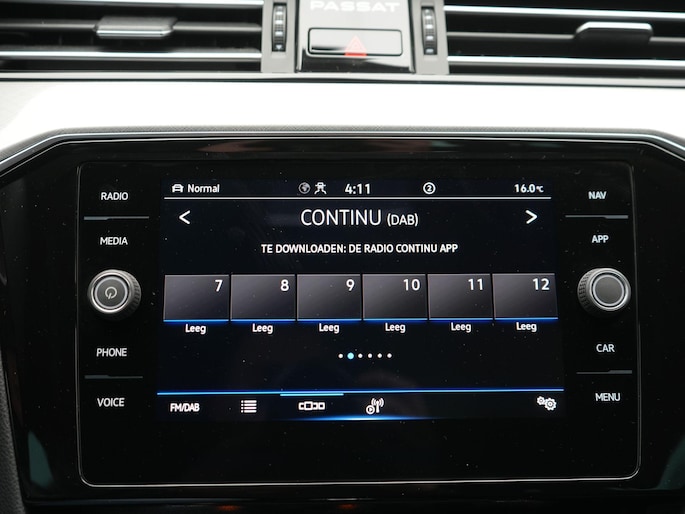 PASSAT
RADIO
MEDIA
PHONE
VOICE
Normal
4:11
2
16.0°C
< CONTINU (DAB) >
TE DOWNLOADEN: DE RADIO CONTINU APP
7 8 9 10 11 12
Leeg Leeg Leeg Leeg Leeg Leeg
FM/DAB
NAV
APP
CAR
MENU